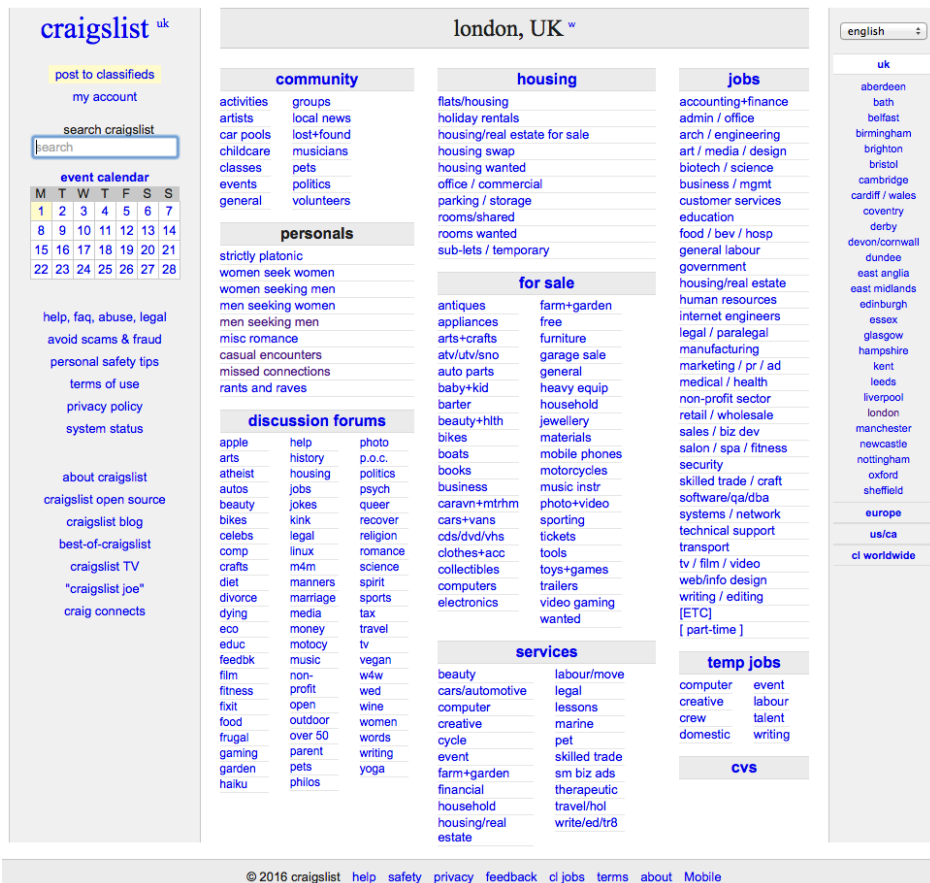 craigslist uk
post to classifieds
my account
search craigslist
search
event calendar
M T W T F S S
1 2 3 4 5 6 7
8 9 10 11 12 13 14
15 16 17 18 19 20 21
22 23 24 25 26 27 28
help, faq, abuse, legal
avoid scams & fraud
personal safety tips
terms of use
privacy policy
system status
about craigslist
craigslist open source
craigslist blog
best-of-craigslist
craigslist TV
"craigslist joe"
craig connects
london, UK w
community
activities
artists
car pools
childcare
classes
events
general
groups
local news
lost+found
musicians
pets
politics
volunteers
personals
strictly platonic
women seek women
women seeking men
men seeking women
men seeking men
misc romance
casual encounters
missed connections
rants and raves
discussion forums
apple
arts
atheist
autos
beauty
bikes
celebs
comp
crafts
diet
divorce
dying
eco
educ
feedbk
film
fitness
fixit
food
frugal
gaming
garden
haiku
help
history
housing
jobs
jokes
kink
legal
linux
m4m
manners
marriage
media
money
motocy
music
non-
profit
open
outdoor
over 50
parent
pets
philos
photo
p.o.c.
politics
psych
queer
recover
religion
romance
science
spirit
sports
tax
travel
tv
vegan
w4w
wed
wine
women
words
writing
yoga
housing
flats/housing
holiday rentals
housing/real estate for sale
housing swap
housing wanted
office / commercial
parking / storage
rooms/shared
rooms wanted
sub-lets / temporary
for sale
antiques
appliances
arts+crafts
atv/utv/sno
auto parts
baby+kid
barter
beauty+hlth
bikes
boats
books
business
caravn+mtrhm
cars+vans
cds/dvd/vhs
clothes+acc
collectibles
computers
electronics
farm+garden
free
furniture
garage sale
general
heavy equip
household
jewellery
materials
mobile phones
motorcycles
music instr
photo+video
sporting
tickets
tools
toys+games
trailers
video gaming
wanted
services
beauty
cars/automotive
computer
creative
cycle
event
farm+garden
financial
household
housing/real
estate
labour/move
legal
lessons
marine
pet
skilled trade
sm biz ads
therapeutic
travel/hol
write/ed/tr8
jobs
accounting+finance
admin / office
arch / engineering
art / media / design
biotech / science
business / mgmt
customer services
education
food / bev / hosp
general labour
government
housing/real estate
human resources
internet engineers
legal / paralegal
manufacturing
marketing / pr / ad
medical / health
non-profit sector
retail / wholesale
sales / biz dev
salon / spa / fitness
security
skilled trade / craft
software/qa/dba
systems / network
technical support
transport
tv / film / video
web/info design
writing / editing
[ETC]
[ part-time ]
temp jobs
computer
creative
crew
domestic
event
labour
talent
writing
cvs
english
uk
aberdeen
bath
belfast
birmingham
brighton
bristol
cambridge
cardiff / wales
coventry
derby
devon/cornwall
dundee
east anglia
east midlands
edinburgh
essex
glasgow
hampshire
kent
leeds
liverpool
london
manchester
newcastle
nottingham
oxford
sheffield
europe
us/ca
cl worldwide
© 2016 craigslist help safety privacy feedback cl jobs terms about Mobile